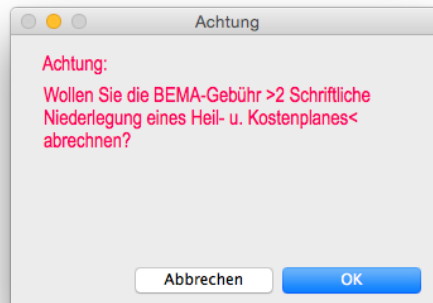 Achtung
Achtung:
Wollen Sie die BEMA-Gebühr >2 Schriftliche
Niederlegung eines Heil- u. Kostenplanes<
abrechnen?
Abbrechen
OK